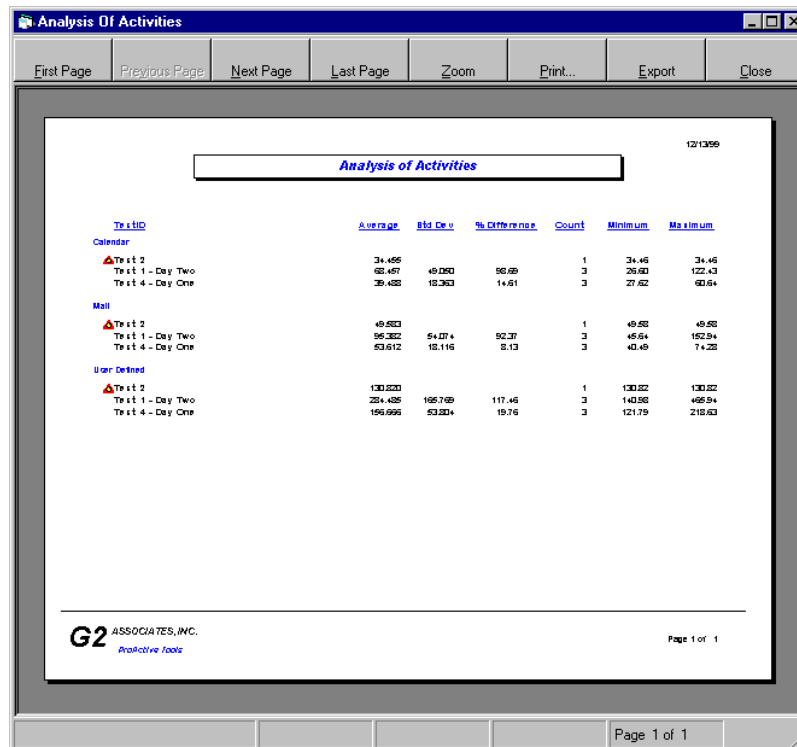 Analysis Of Activities
First Page Previous Page Next Page Last Page Zoom Print... Export Close
12/13/99
Analysis of Activities
TestID Average Std Dev % Difference Count Minimum Maximum
Calendar
Test 2 34.455 1 34.46 34.46
Test 1 - Day Two 68.457 49.050 98.69 3 26.60 122.43
Test 4 - Day One 39.488 18.363 14.61 3 27.62 60.64
Mail
Test 2 49.583 1 49.58 49.58
Test 1 - Day Two 95.382 54.074 92.37 3 45.64 152.94
Test 4 - Day One 53.612 18.116 8.13 3 40.49 74.28
User Defined
Test 2 130.820 1 130.82 130.82
Test 1 - Day Two 284.485 165.769 117.46 3 140.98 465.94
Test 4 - Day One 156.666 53.804 19.76 3 121.79 218.63
G2 ASSOCIATES, INC.
ProActive Tools
Page 1 of 1
Page 1 of 1